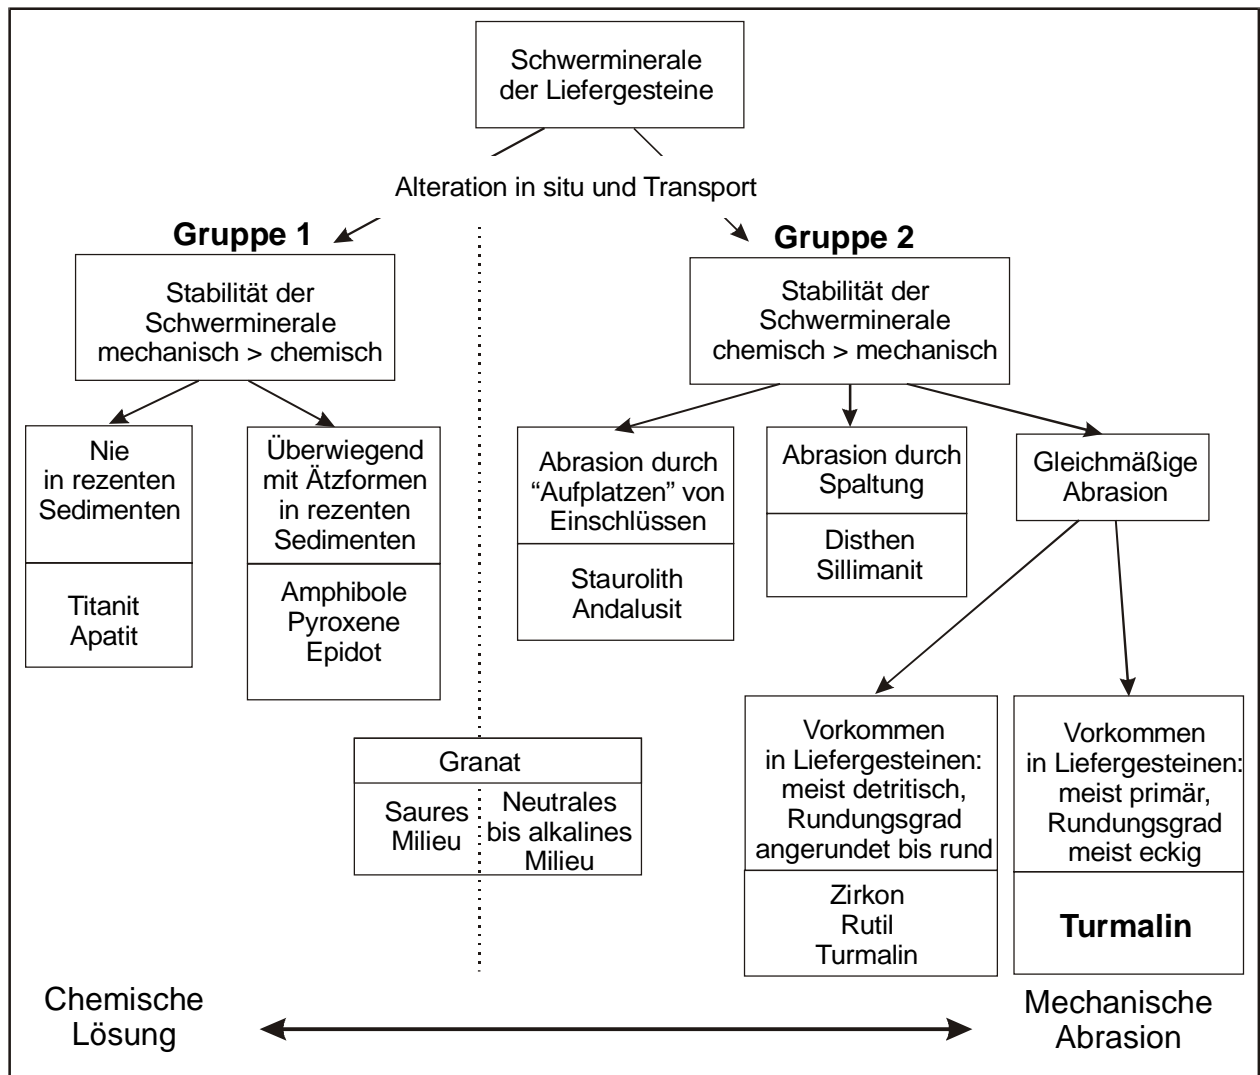 Schwerminerale
der Liefergesteine
Alteration in situ und Transport
Gruppe 1
Stabilität der
Schwerminerale
mechanisch > chemisch
Nie
in rezenten
Sedimenten
Titanit
Apatit
Überwiegend
mit Ätzformen
in rezenten
Sedimenten
Amphibole
Pyroxene
Epidot
Gruppe 2
Stabilität der
Schwerminerale
chemisch > mechanisch
Abrasion durch
“Aufplatzen” von
Einschlüssen
Staurolith
Andalusit
Abrasion durch
Spaltung
Disthen
Sillimanit
Gleichmäßige
Abrasion
Vorkommen
in Liefergesteinen:
meist detritisch,
Rundungsgrad
angerundet bis rund
Zirkon
Rutil
Turmalin
Vorkommen
in Liefergesteinen:
meist primär,
Rundungsgrad
meist eckig
Turmalin
Granat
Saures
Milieu
Neutrales
bis alkalines
Milieu
Chemische
Lösung
Mechanische
Abrasion